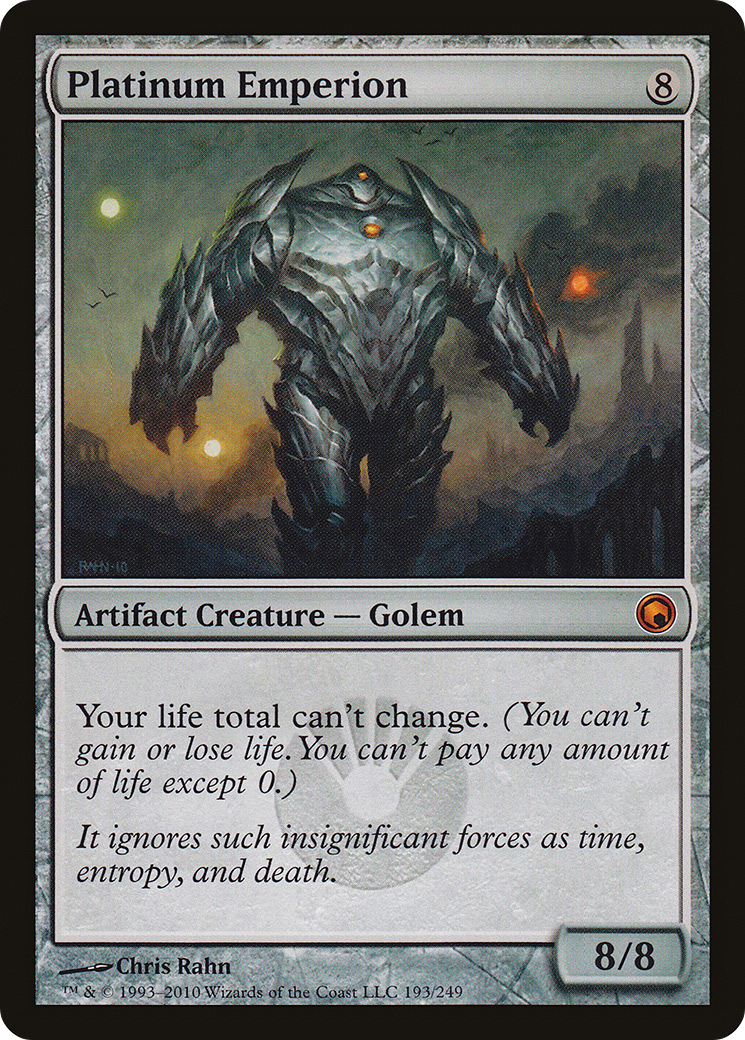 Platinum Emperion 8
RAHN·10
Artifact Creature — Golem
Your life total can't change. (You can't
gain or lose life. You can't pay any amount
of life except 0.)
It ignores such insignificant forces as time,
entropy, and death.
8/8
Chris Rahn
™ & © 1993–2010 Wizards of the Coast LLC 193/249